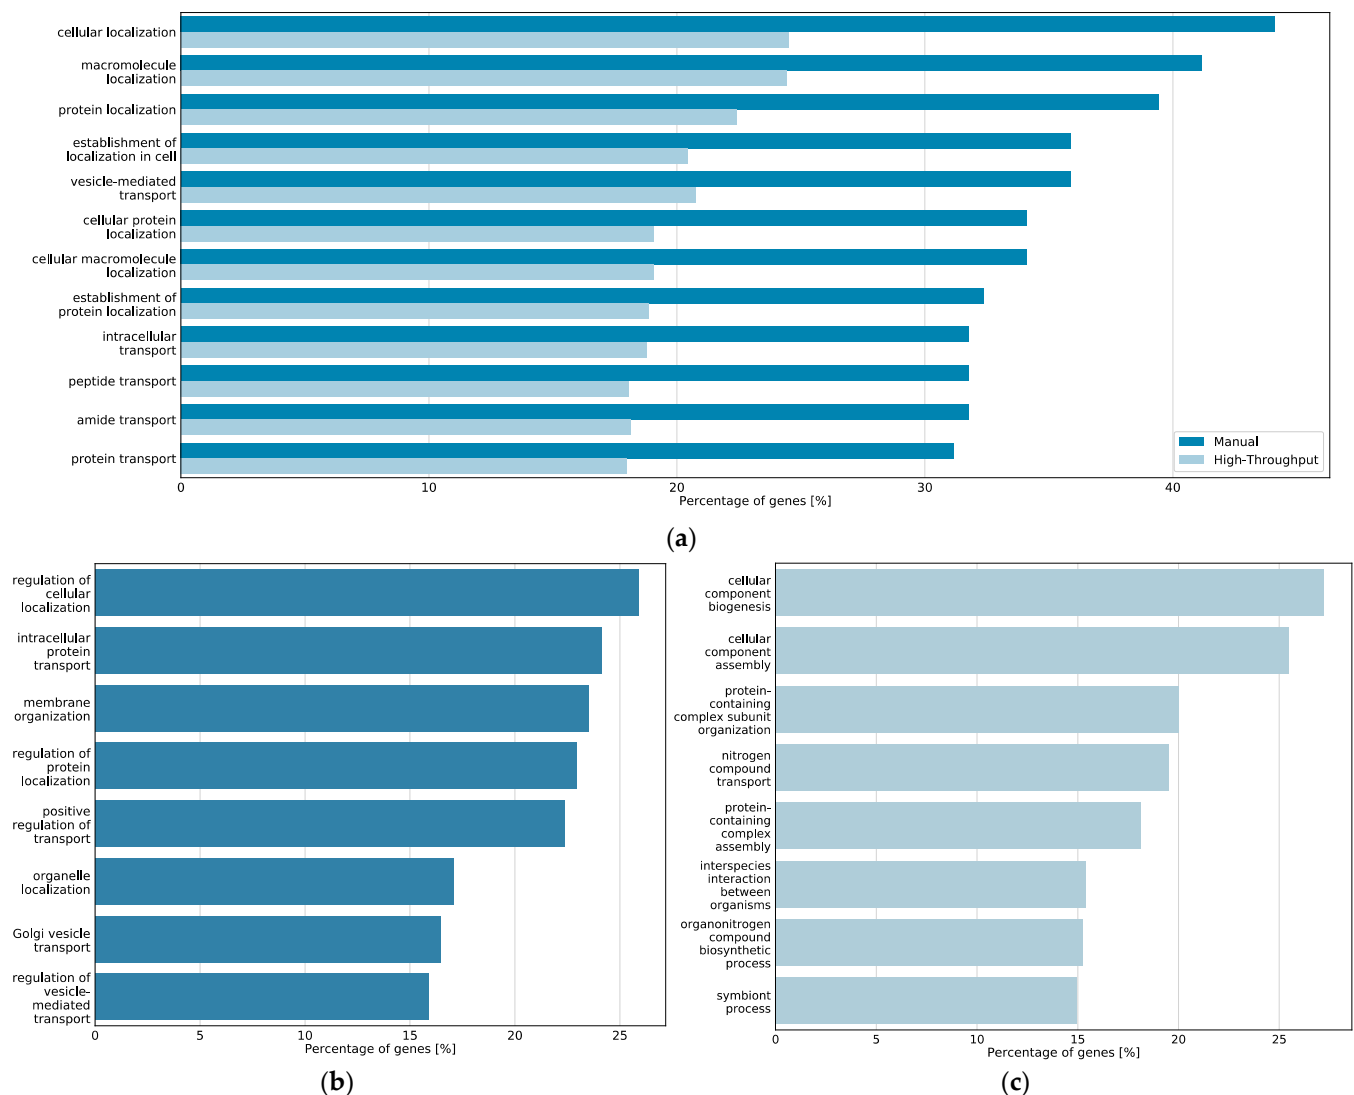 cellular localization
macromolecule
localization
protein localization
establishment of
localization in cell
vesicle-mediated
transport
cellular protein
localization
cellular macromolecule
localization
establishment of
protein localization
intracellular
transport
peptide transport
amide transport
protein transport
Manual
High-Throughput
0 10 20 30 40
Percentage of genes [%]
(a)
regulation of
cellular
localization
intracellular
protein
transport
membrane
organization
regulation of
protein
localization
positive
regulation of
transport
organelle
localization
Golgi vesicle
transport
regulation of
vesicle-
mediated
transport
0 5 10 15 20 25
Percentage of genes [%]
(b)
cellular
component
biogenesis
cellular
component
assembly
protein-
containing
complex subunit
organization
nitrogen
compound
transport
protein-
containing
complex
assembly
interspecies
interaction
between
organisms
organonitrogen
compound
biosynthetic
process
symbiont
process
0 5 10 15 20 25
Percentage of genes [%]
(c)